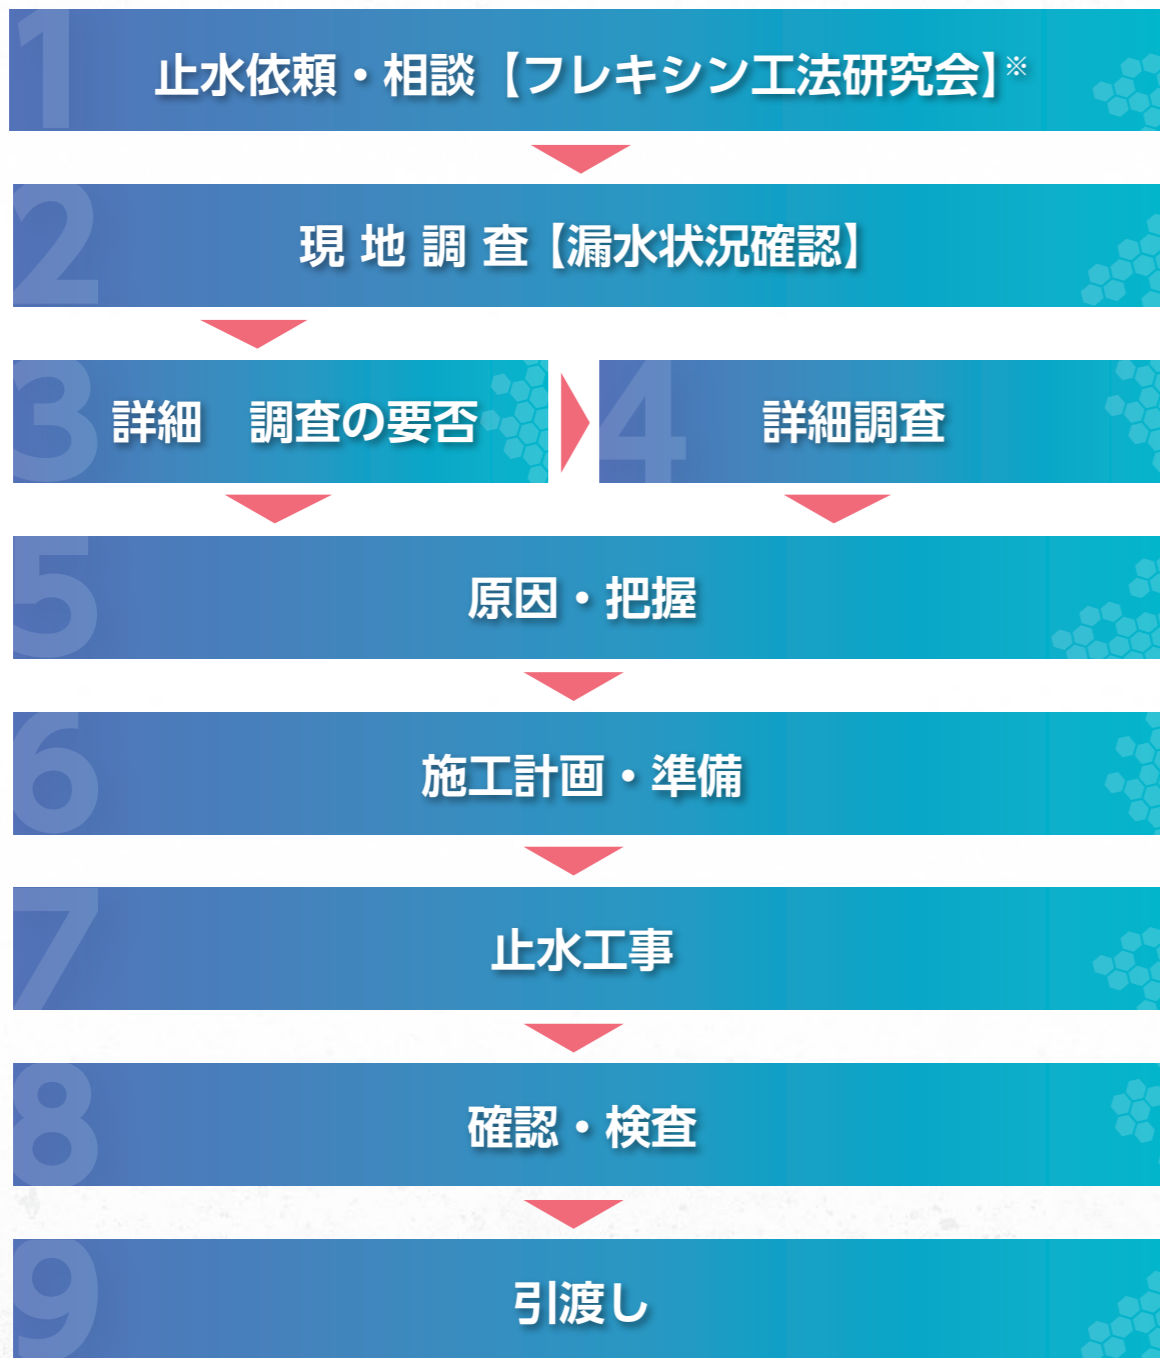 1
止水依頼・相談【フレキシン工法研究会】※
2
現 地 調 査【漏水状況確認】
3
詳細　調査の要否
4
詳細調査
5
原因・把握
6
施工計画・準備
7
止水工事
8
確認・検査
9
引渡し